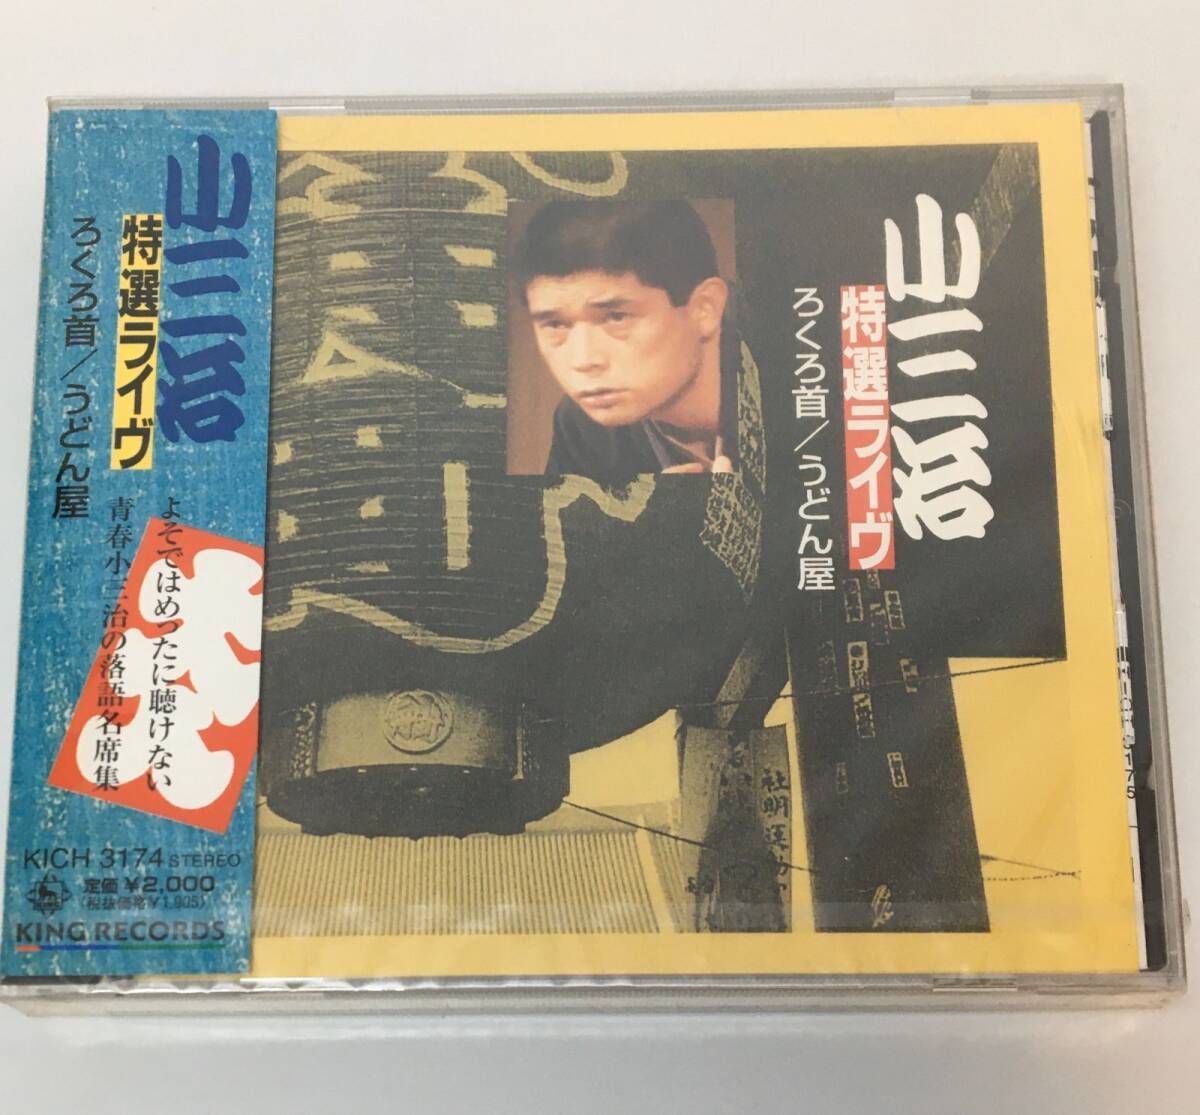 小三治
特選ライヴ
ろくろ首／うどん屋
よそではめったに聴けない
青春小三治の落語名席集
KICH 3174 STEREO
定価 ¥2,000
(税抜価格¥1,905)
KING RECORDS
小三治
特選ライヴ
ろくろ首／うどん屋